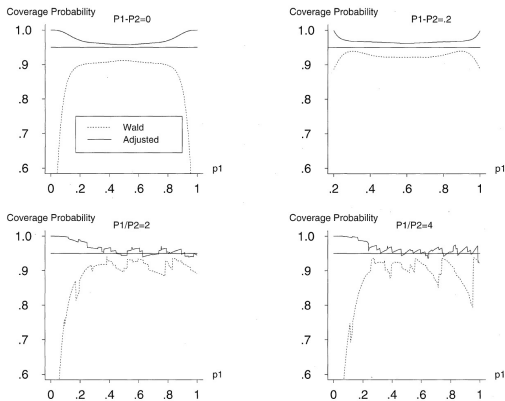 Coverage Probability
P1-P2=0
1.0
.9
.8
.7
.6
Wald
Adjusted
p1
0 .2 .4 .6 .8 1
Coverage Probability
P1-P2=.2
1.0
.9
.8
.7
.6
p1
.2 .4 .6 .8 1
Coverage Probability
P1/P2=2
1.0
.9
.8
.7
.6
p1
0 .2 .4 .6 .8 1
Coverage Probability
P1/P2=4
1.0
.9
.8
.7
.6
p1
0 .2 .4 .6 .8 1